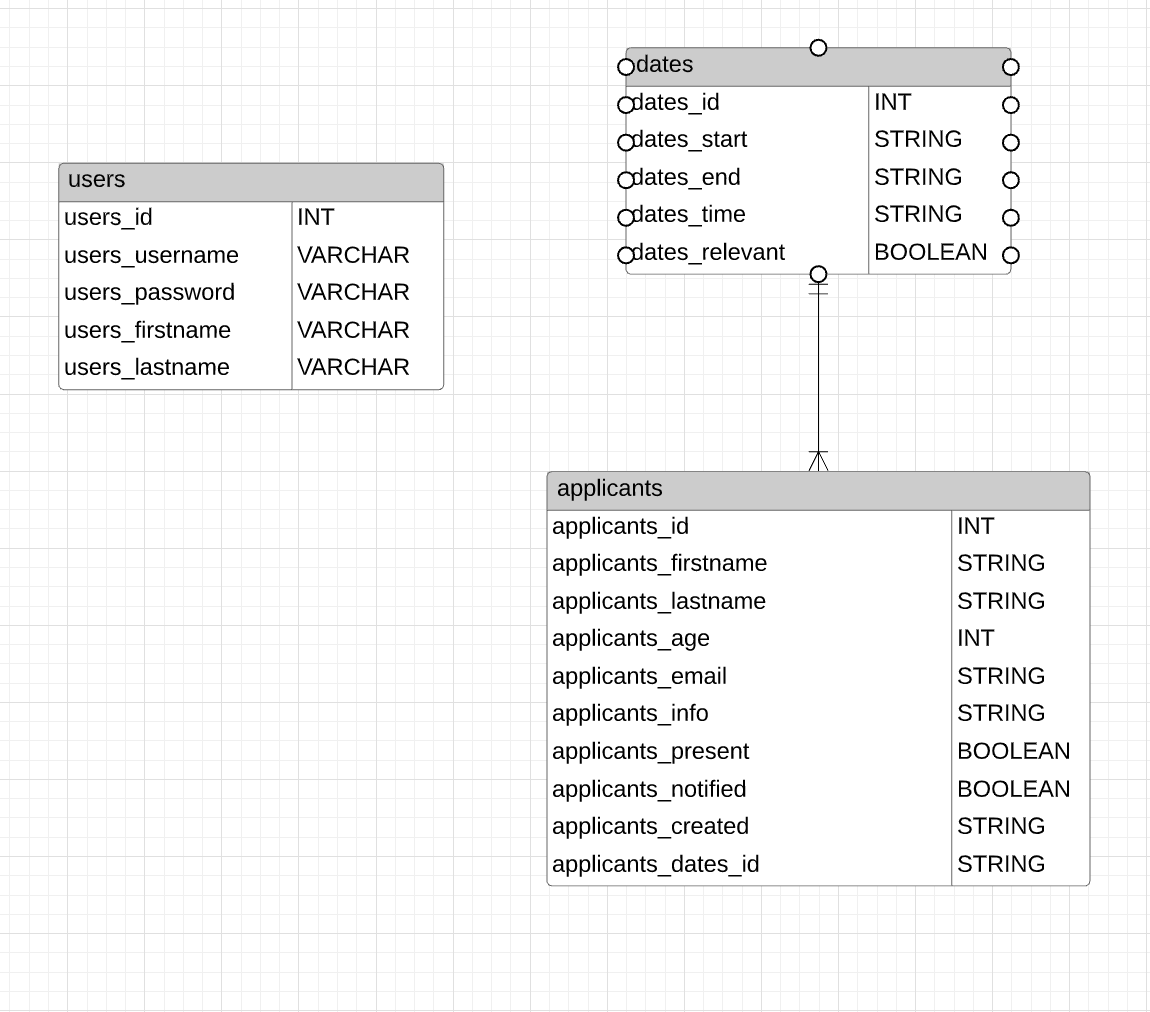 users
users_id INT
users_username VARCHAR
users_password VARCHAR
users_firstname VARCHAR
users_lastname VARCHAR
dates
dates_id INT
dates_start STRING
dates_end STRING
dates_time STRING
dates_relevant BOOLEAN
applicants
applicants_id INT
applicants_firstname STRING
applicants_lastname STRING
applicants_age INT
applicants_email STRING
applicants_info STRING
applicants_present BOOLEAN
applicants_notified BOOLEAN
applicants_created STRING
applicants_dates_id STRING